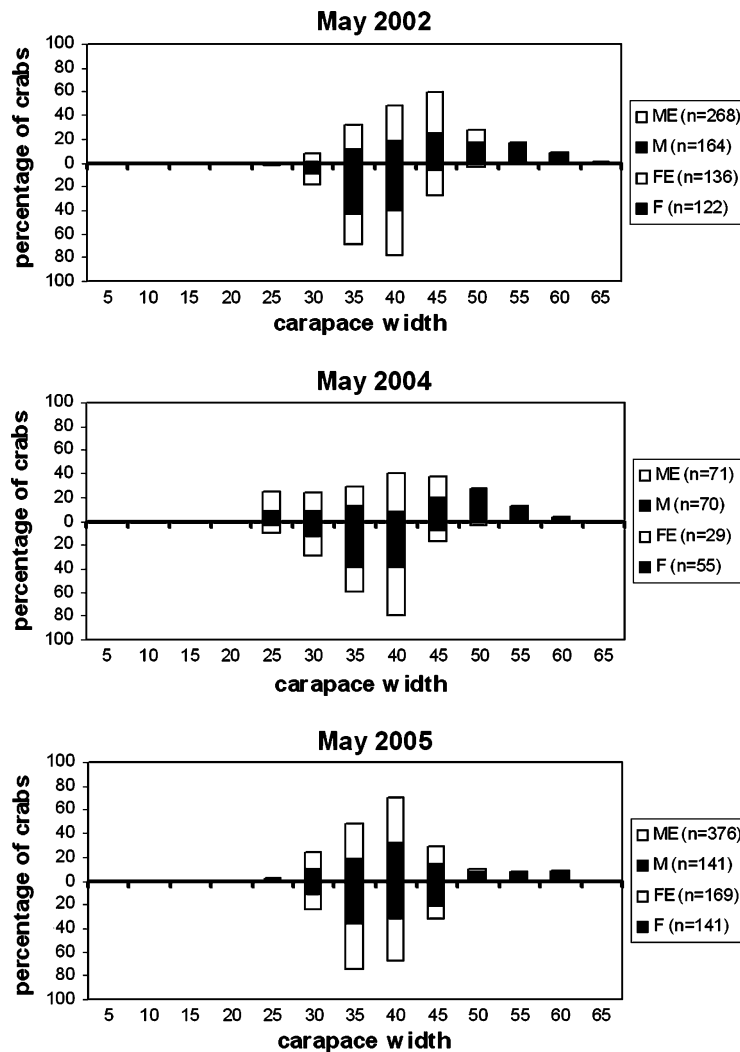 May 2002
percentage of crabs
100
80
60
40
20
0
20
40
60
80
100
5 10 15 20 25 30 35 40 45 50 55 60 65
carapace width
ME (n=268)
M (n=164)
FE (n=136)
F (n=122)
May 2004
percentage of crabs
100
80
60
40
20
0
20
40
60
80
100
5 10 15 20 25 30 35 40 45 50 55 60 65
carapace width
ME (n=71)
M (n=70)
FE (n=29)
F (n=55)
May 2005
percentage of crabs
100
80
60
40
20
0
20
40
60
80
100
5 10 15 20 25 30 35 40 45 50 55 60 65
carapace width
ME (n=376)
M (n=141)
FE (n=169)
F (n=141)